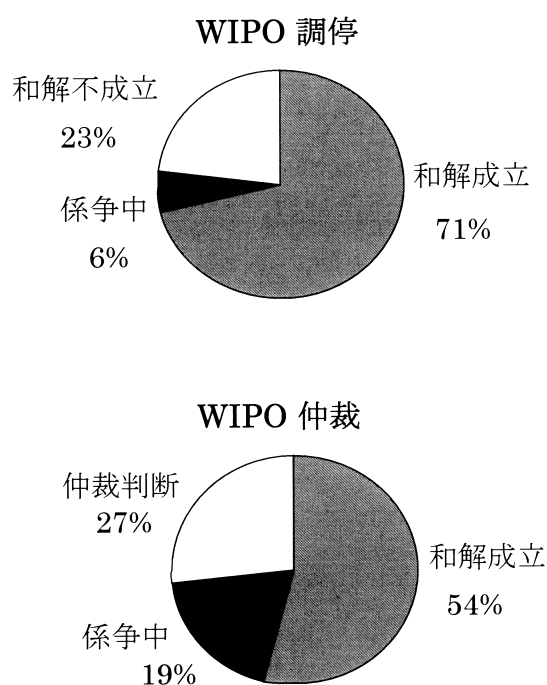 WIPO 調停
和解不成立
23%
和解成立
71%
係争中
6%
WIPO 仲裁
仲裁判断
27%
和解成立
54%
係争中
19%